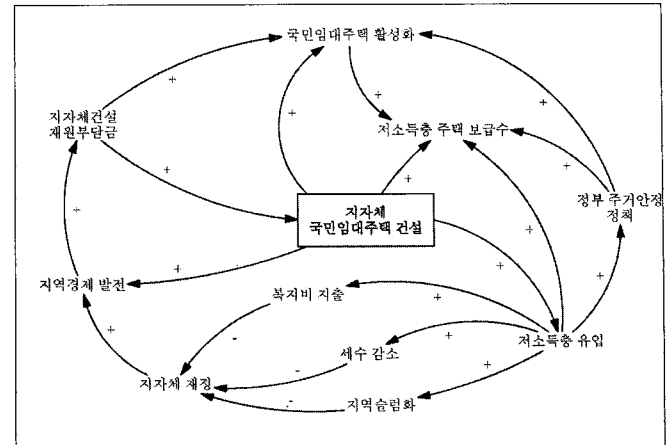 국민임대주택 활성화
+
+
지자체건설
재원부담금
+
저소득층 주택 보급수
+
+
+
+
정부 주거안정
정책
지자체
국민임대주택 건설
+
+
+
+
지역경제 발전
복지비 지출
+
+
-
+
저소득층 유입
세수 감소
-
+
지자체 재정
-
지역슬럼화